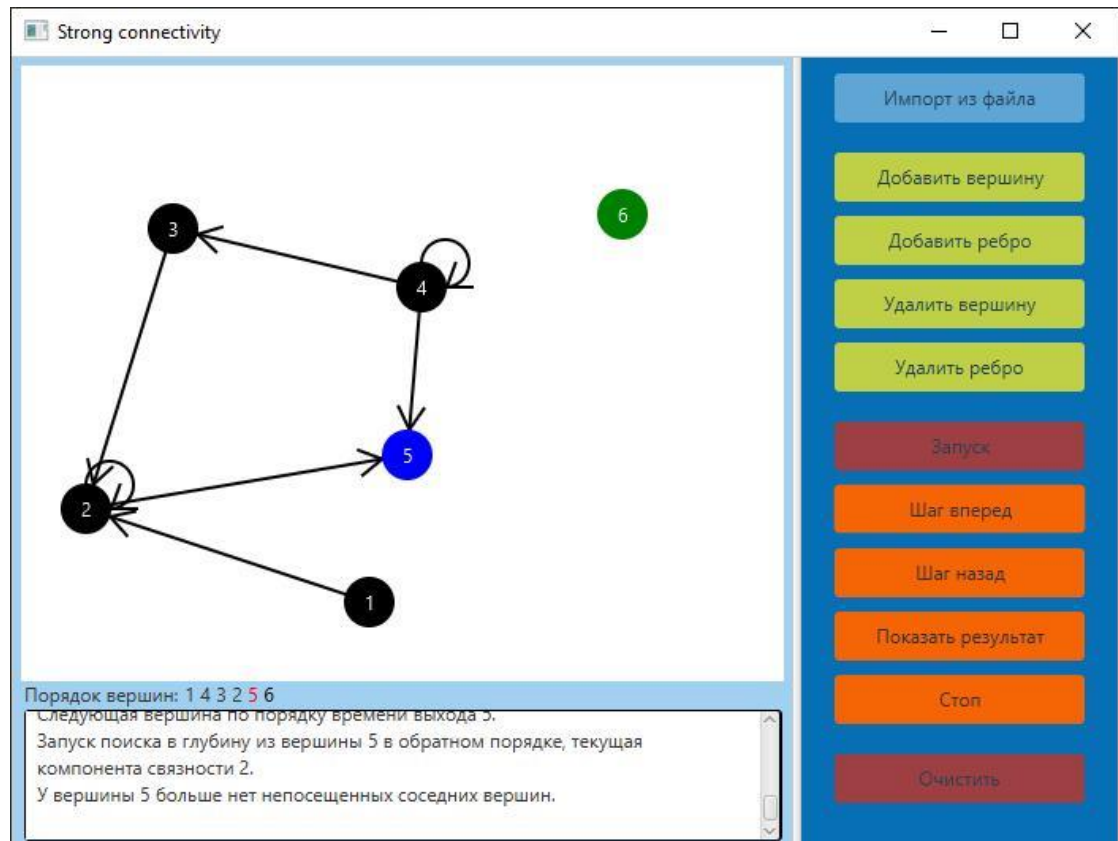 Strong connectivity
Импорт из файла
Добавить вершину
Добавить ребро
Удалить вершину
Удалить ребро
Запуск
Шаг вперед
Шаг назад
Показать результат
Стоп
Очистить
3
6
4
5
2
1
Порядок вершин: 1 4 3 2 5 6
Следующая вершина по порядку времени выхода 5.
Запуск поиска в глубину из вершины 5 в обратном порядке, текущая
компонента связности 2.
У вершины 5 больше нет непосещенных соседних вершин.